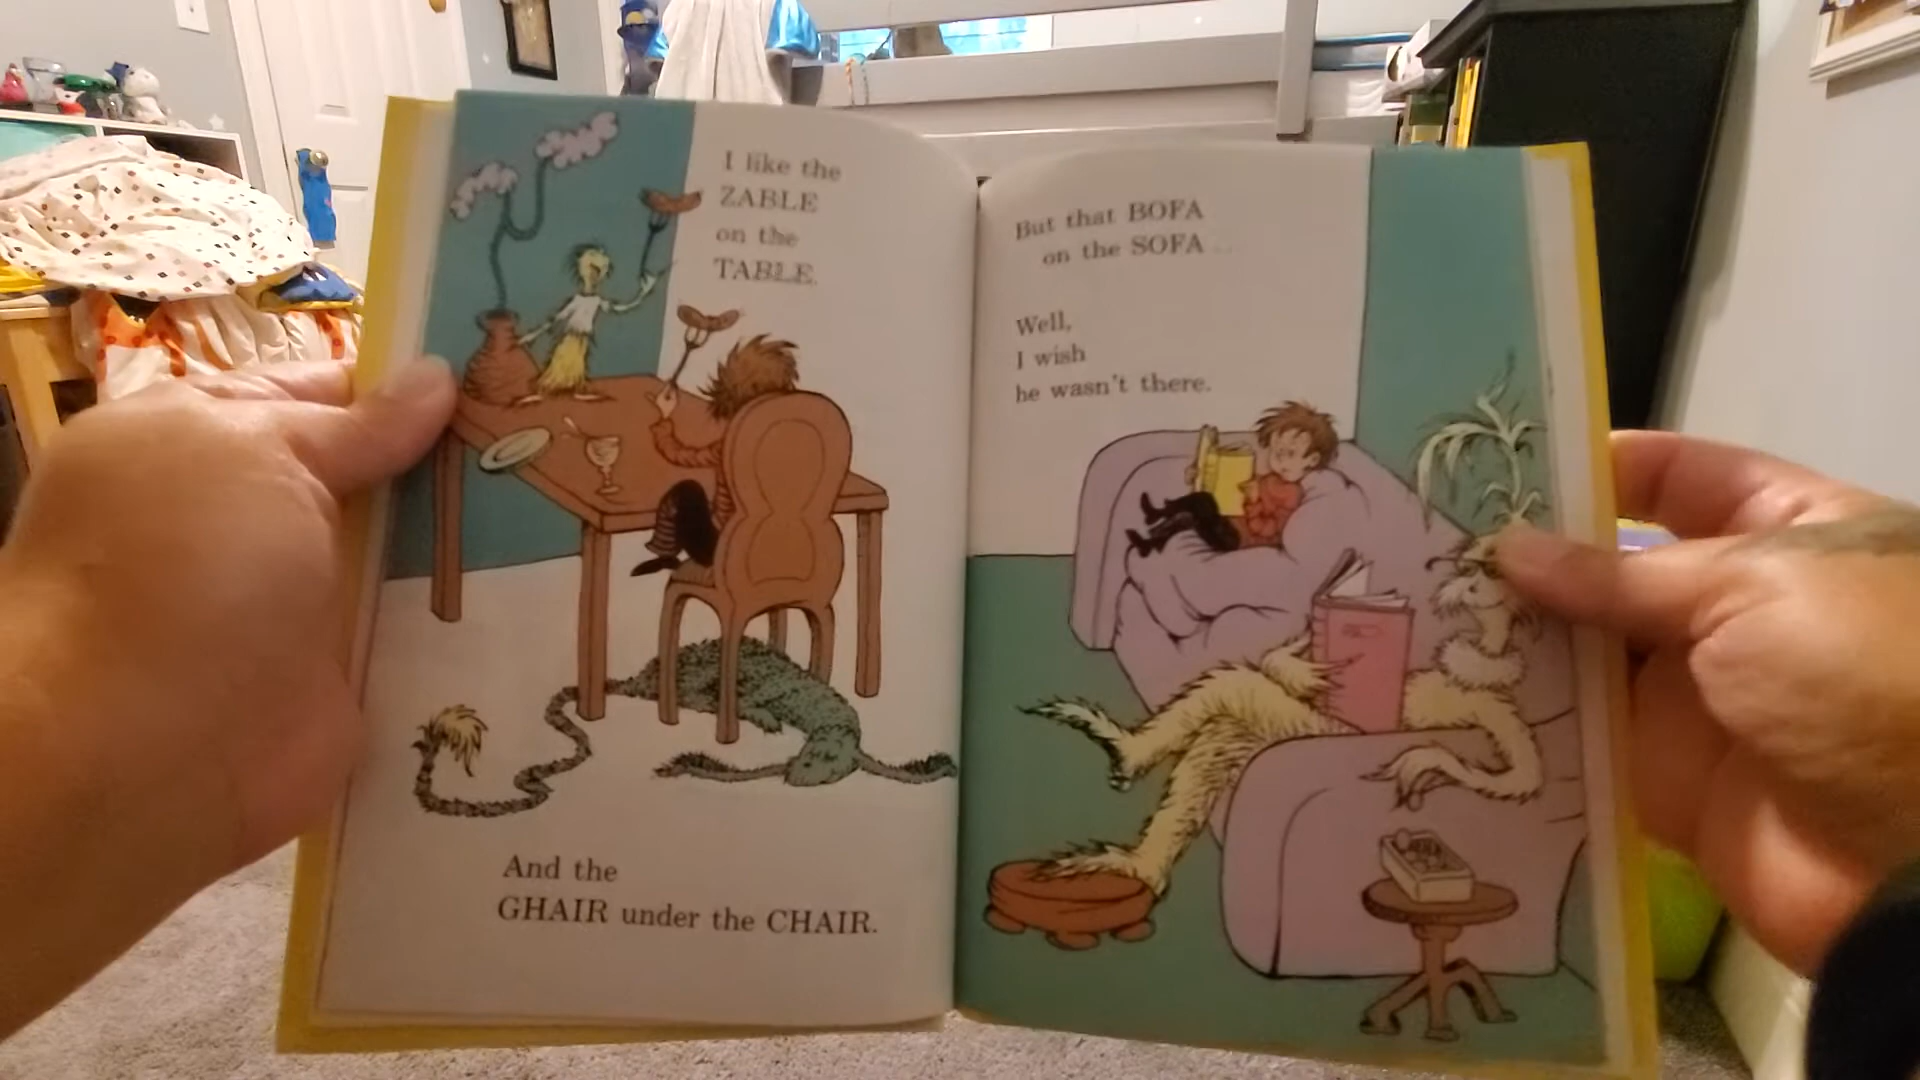 I like the
ZABLE
on the
TABLE.
And the
GHAIR under the CHAIR.
But that BOFA
on the SOFA . . .
Well,
I wish
he wasn't there.